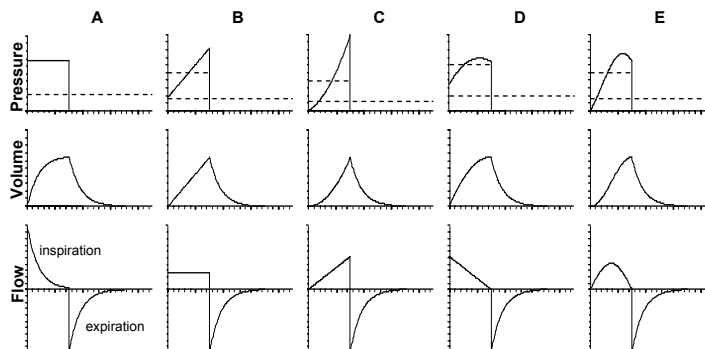 A B C D E
Pressure
Volume
Flow
inspiration
expiration